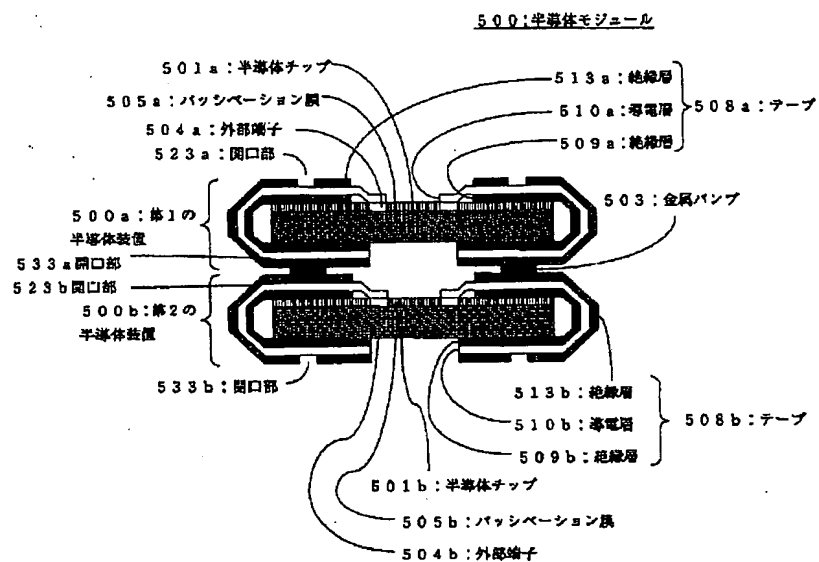 500:半導体モジュール
501a:半導体チップ
505a:パッシベーション膜
504a:外部端子
523a:開口部
513a:絶縁層
510a:導電層
509a:絶縁層
508a:テープ
503:金属バンプ
500a:第1の
半導体装置
533a開口部
523b開口部
500b:第2の
半導体装置
533b:開口部
513b:絶縁層
510b:導電層
509b:絶縁層
508b:テープ
501b:半導体チップ
505b:パッシベーション膜
504b:外部端子